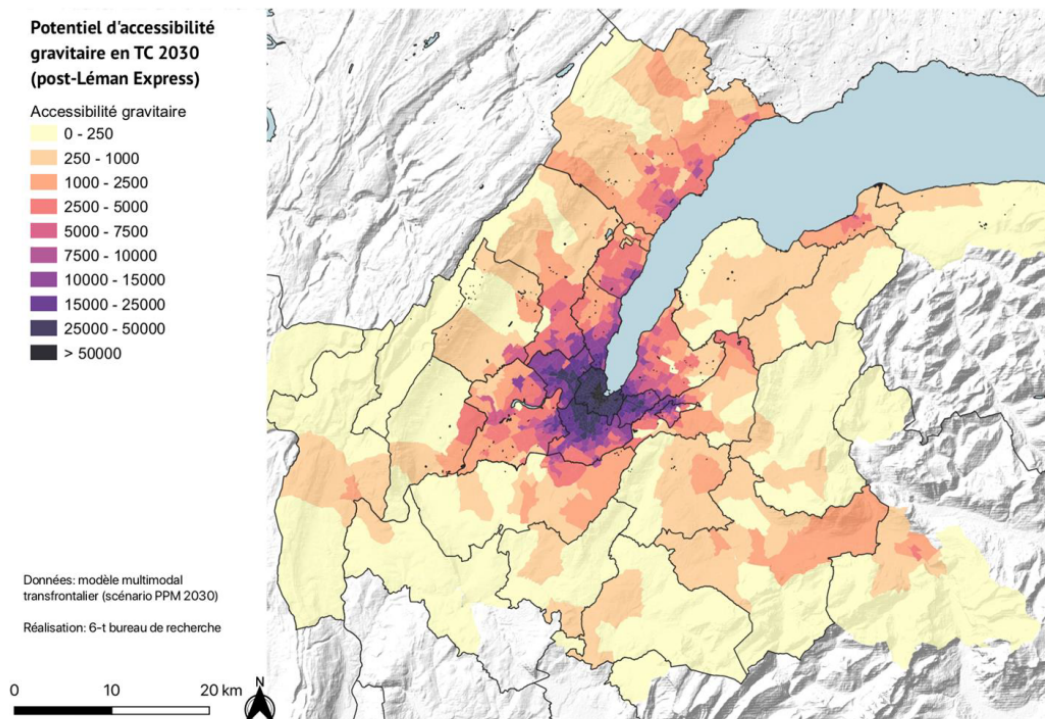 Potentiel d'accessibilité
gravitaire en TC 2030
(post-Léman Express)
Accessibilité gravitaire
0 - 250
250 - 1000
1000 - 2500
2500 - 5000
5000 - 7500
7500 - 10000
10000 - 15000
15000 - 25000
25000 - 50000
> 50000
Données: modèle multimodal
transfrontalier (scénario PPM 2030)
Réalisation: 6-t bureau de recherche
0 10 20 km
N